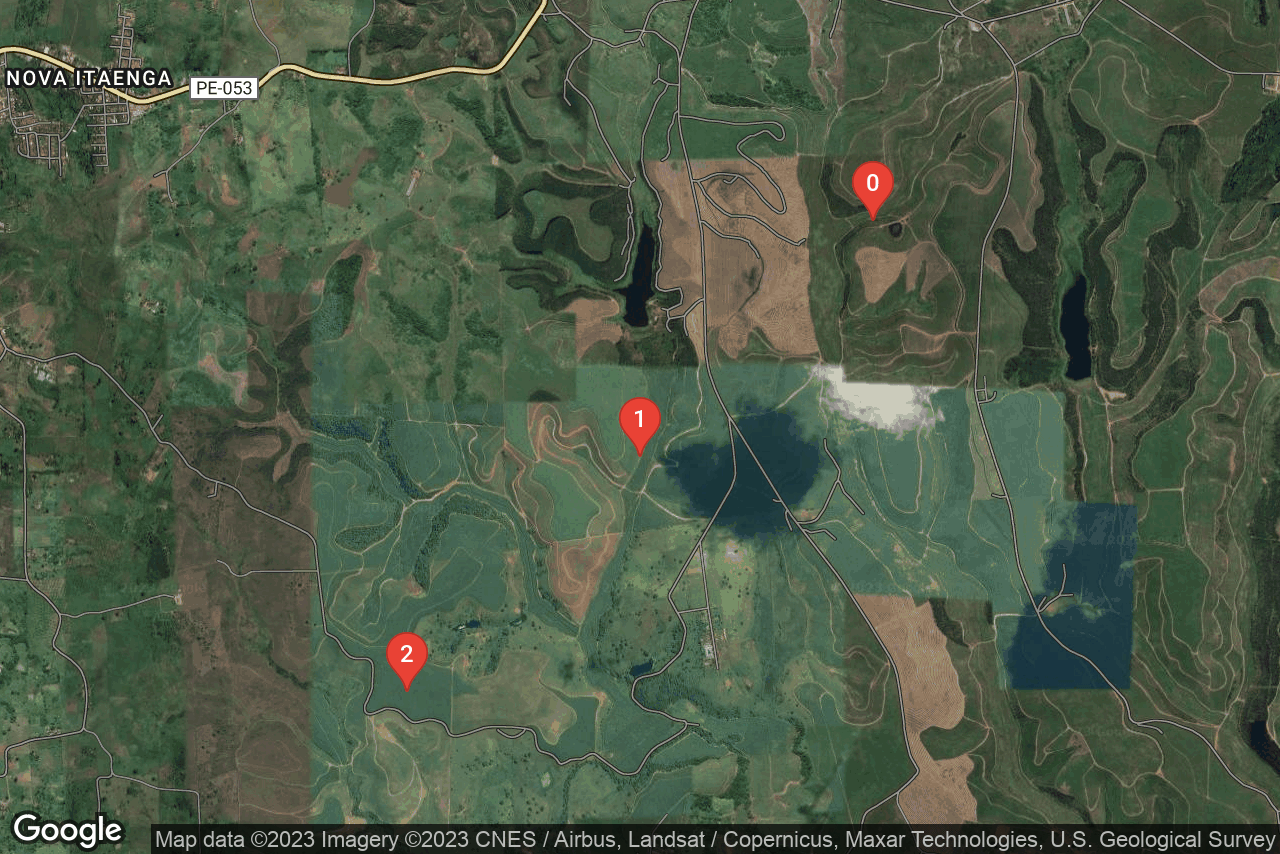 NOVA ITAENGA
PE-053
0
1
2
Google
Map data ©2023 Imagery ©2023 CNES / Airbus, Landsat / Copernicus, Maxar Technologies, U.S. Geological Survey